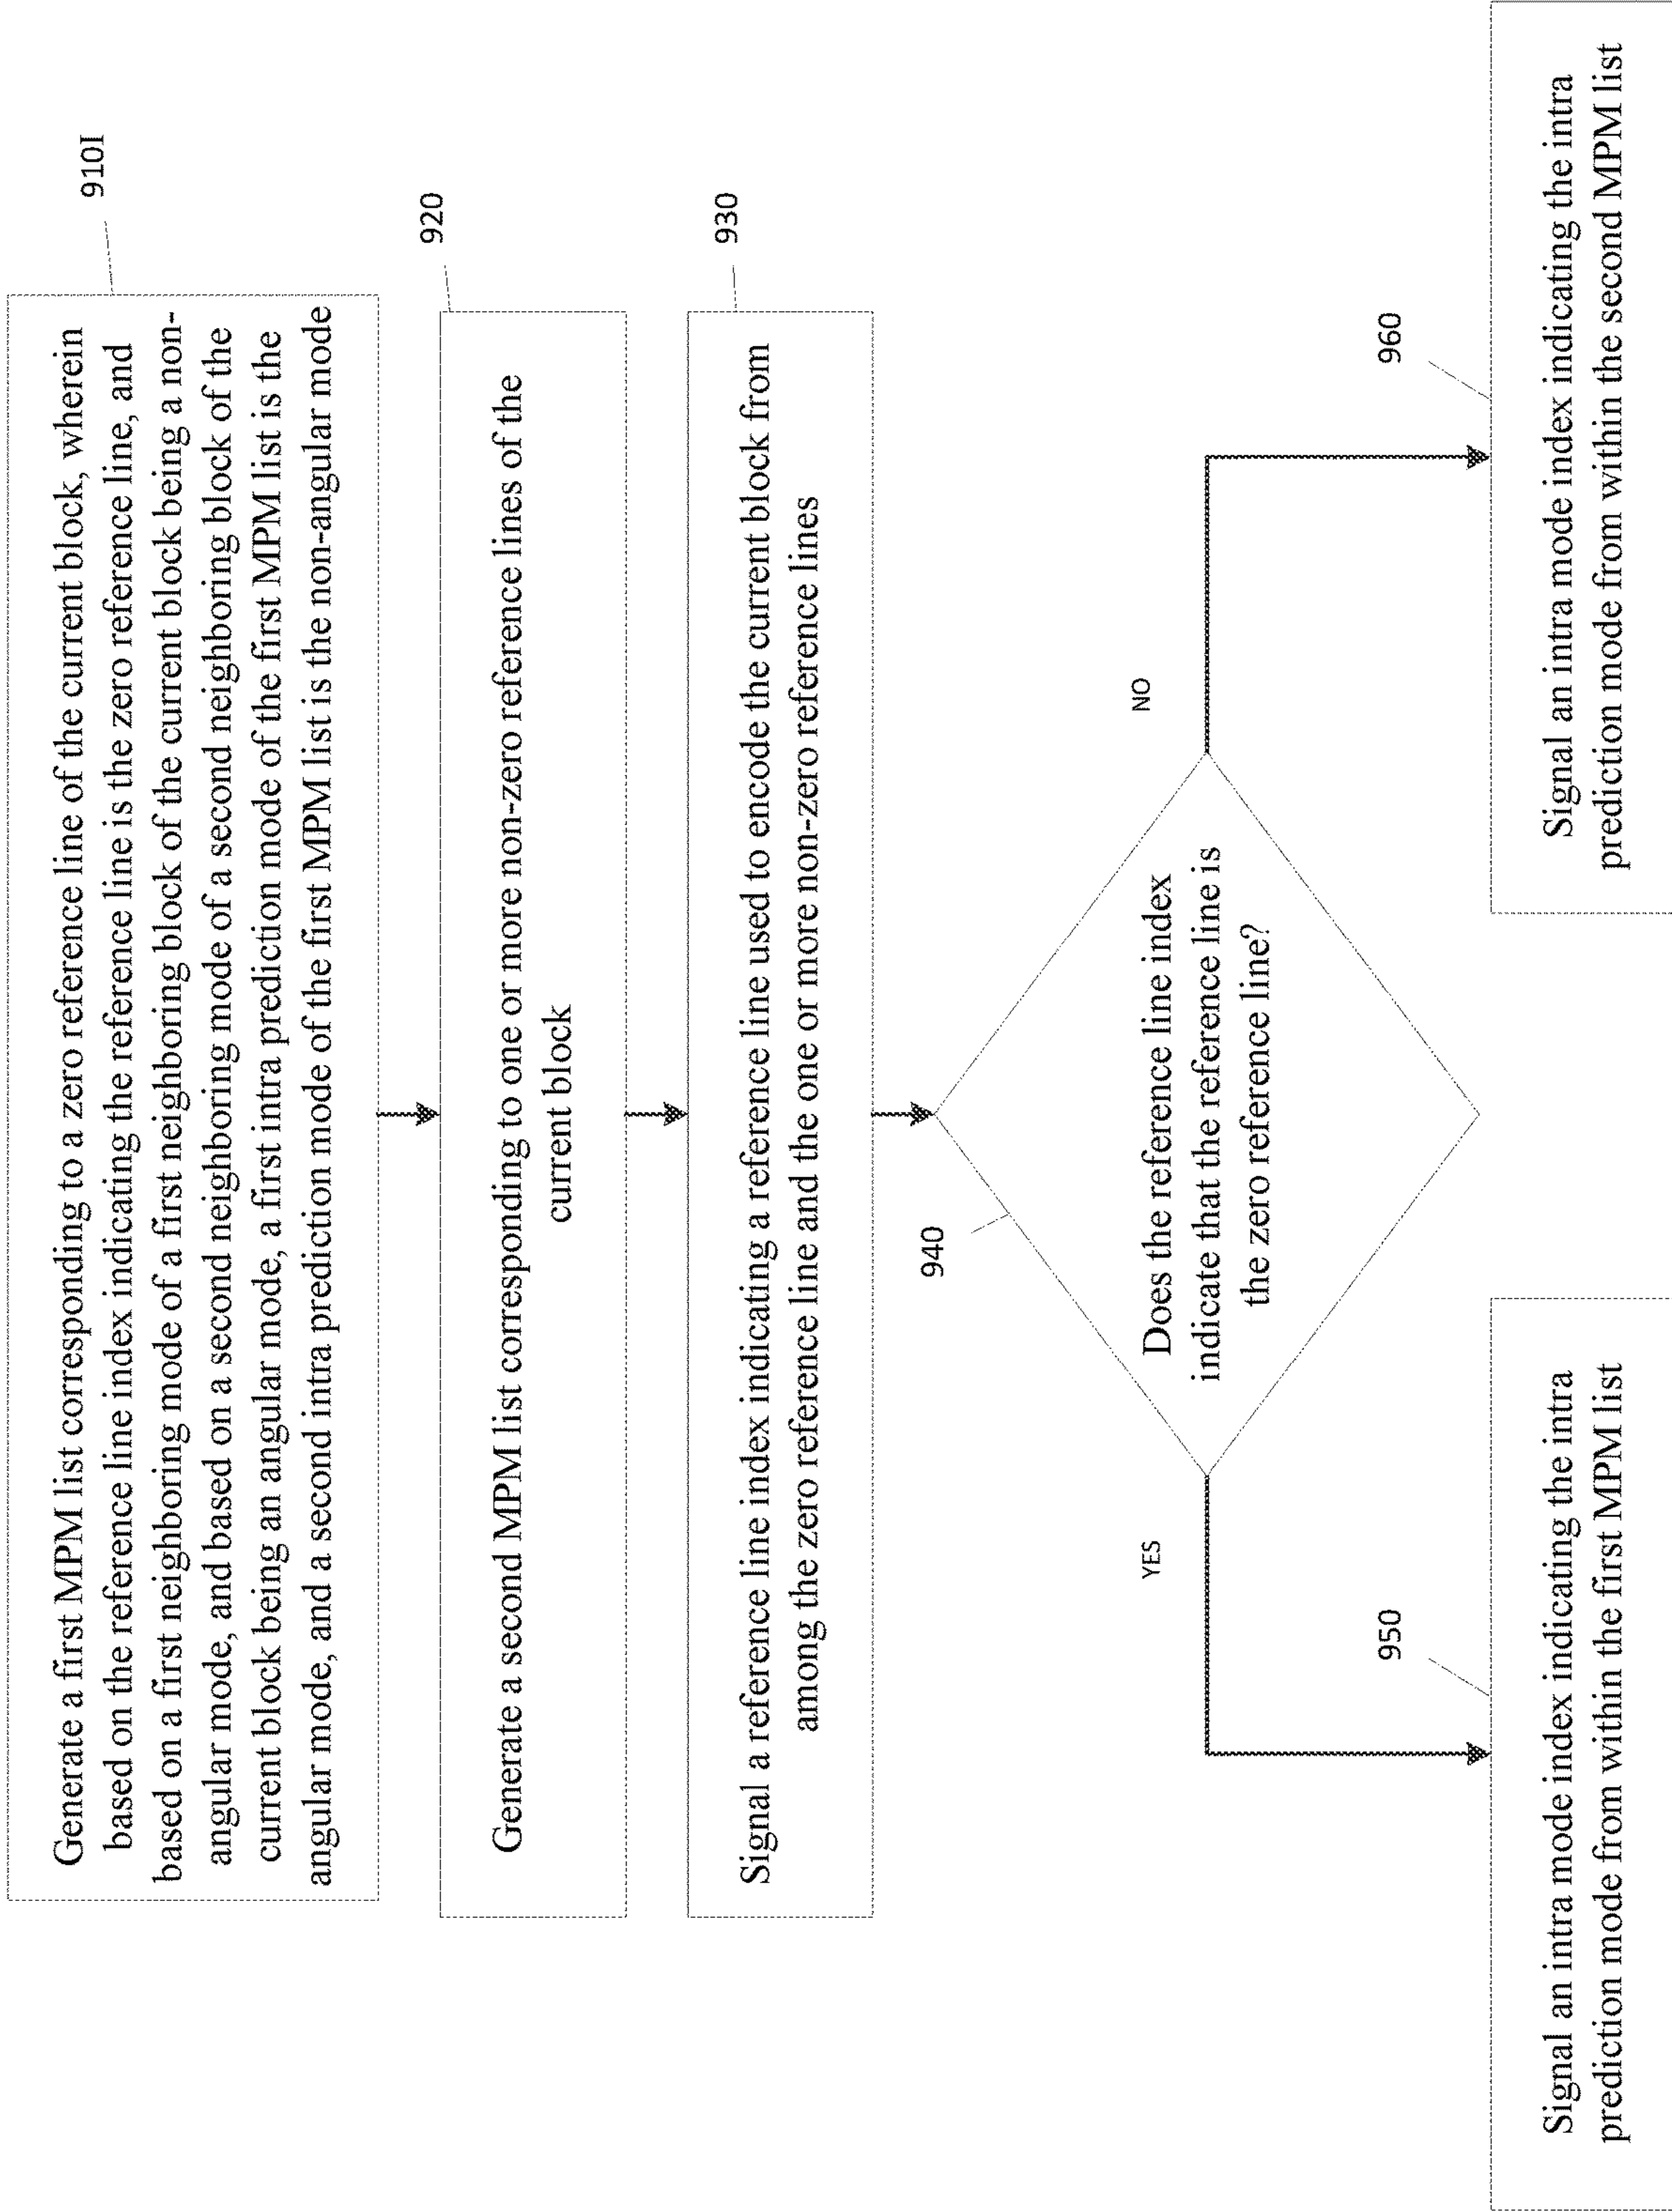 910I
Generate a first MPM list corresponding to a zero reference line of the current block, wherein
based on the reference line index indicating the reference line is the zero reference line, and
based on a first neighboring mode of a first neighboring block of the current block being a non-
angular mode, and based on a second neighboring mode of a second neighboring block of the
current block being an angular mode, a first intra prediction mode of the first MPM list is the
angular mode, and a second intra prediction mode of the first MPM list is the non-angular mode
920
Generate a second MPM list corresponding to one or more non-zero reference lines of the
current block
930
Signal a reference line index indicating a reference line used to encode the current block from
among the zero reference line and the one or more non-zero reference lines
940
Does the reference line index
indicate that the reference line is
the zero reference line?
YES
NO
950
Signal an intra mode index indicating the intra
prediction mode from within the first MPM list
960
Signal an intra mode index indicating the intra
prediction mode from within the second MPM list